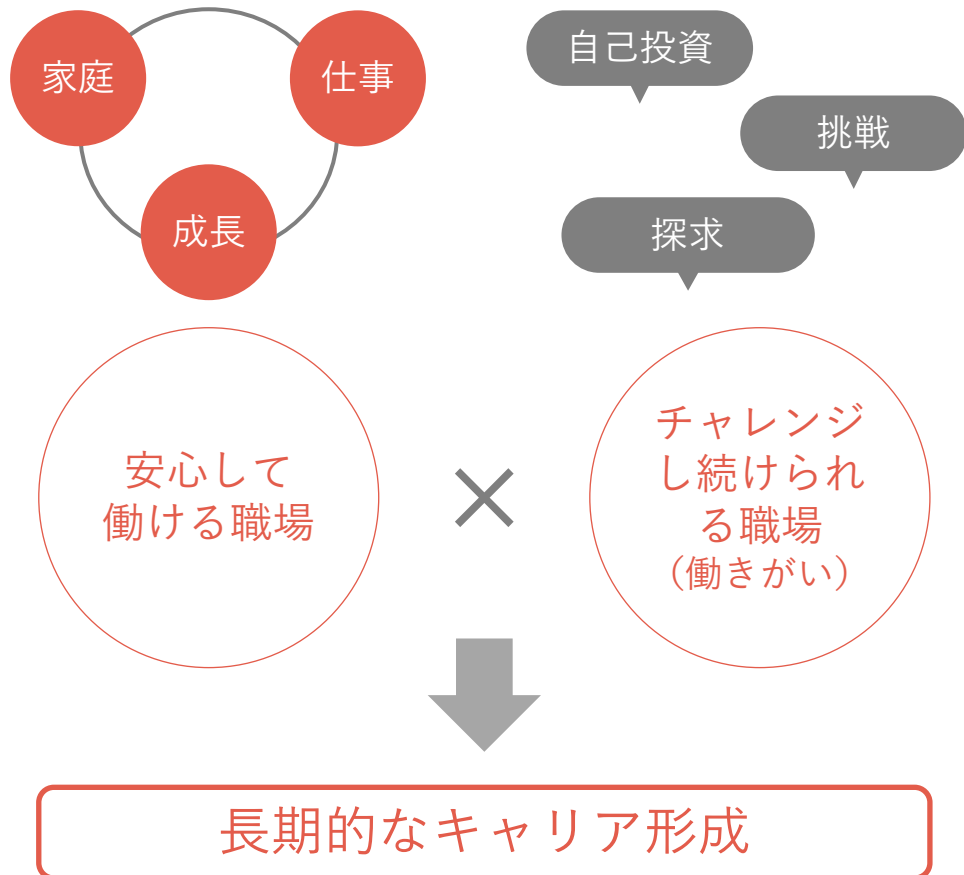 家庭
仕事
成長
自己投資
挑戦
探求
安心して
働ける職場
×
チャレンジ
し続けられ
る職場
（働きがい）
長期的なキャリア形成